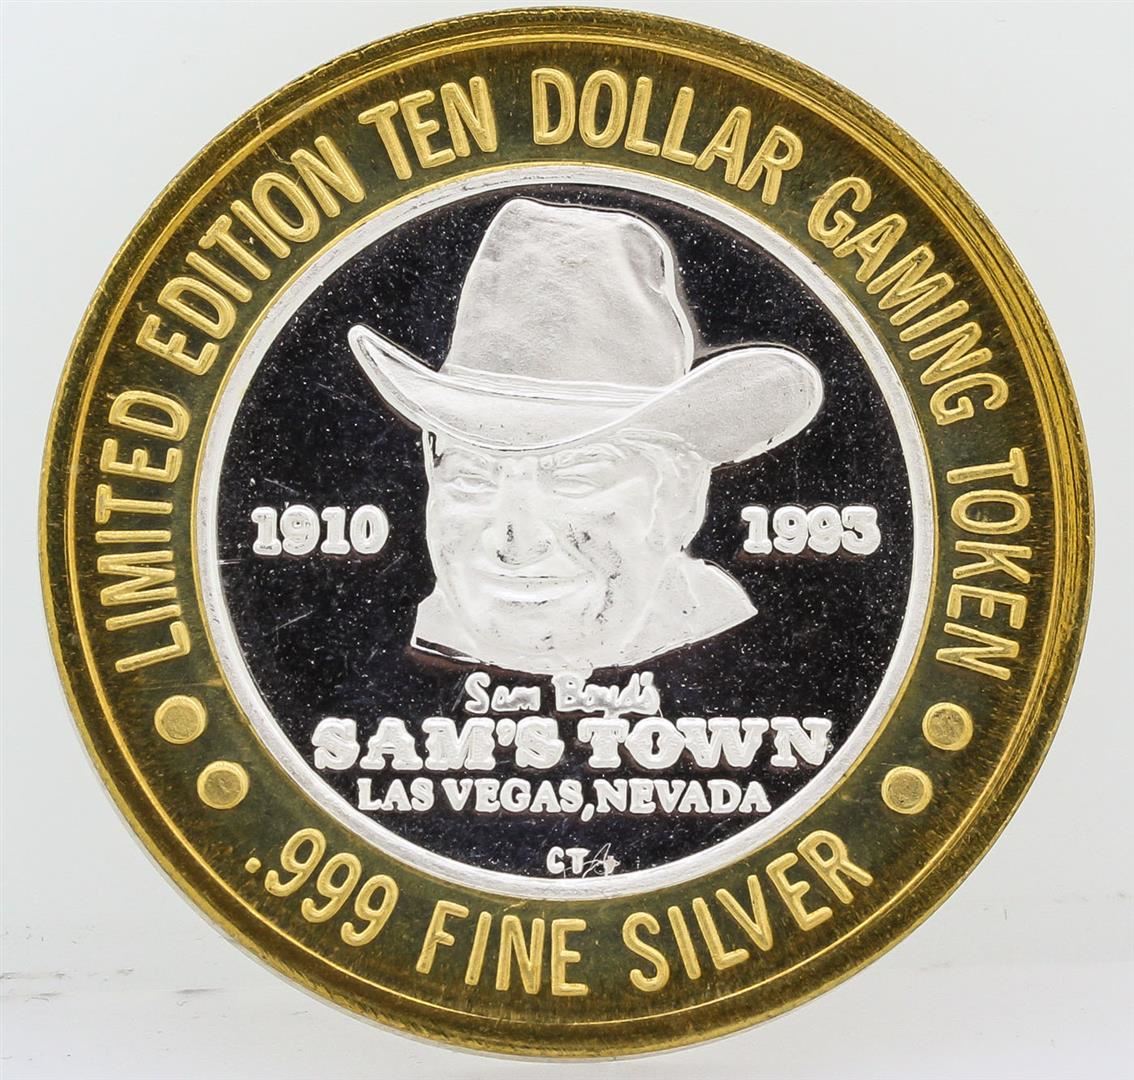 LIMITED EDITION TEN DOLLAR GAMING TOKEN
1910
1993
Sam Boyd's
SAM'S TOWN
LAS VEGAS, NEVADA
CT
.999 FINE SILVER